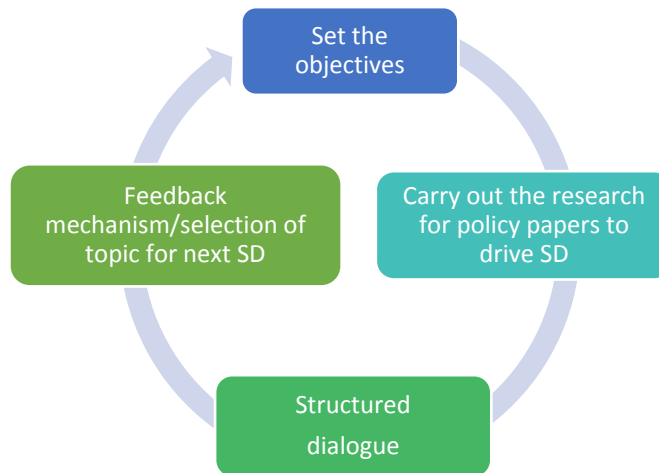 Set the
objectives
Carry out the research
for policy papers to
drive SD
Structured
dialogue
Feedback
mechanism/selection of
topic for next SD